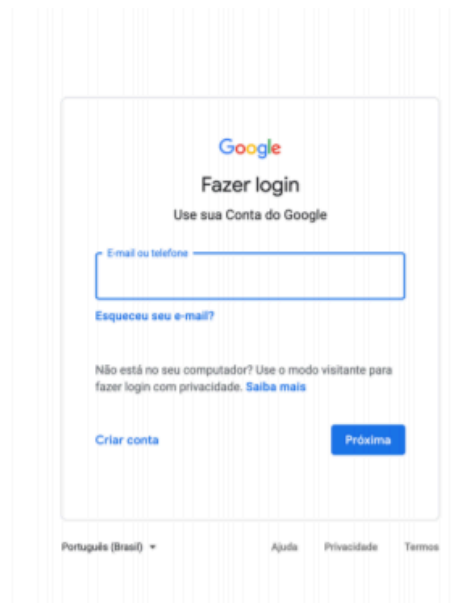 Google
Fazer login
Use sua Conta do Google
E-mail ou telefone
Esqueceu seu e-mail?
Não está no seu computador? Use o modo visitante para
fazer login com privacidade. Saiba mais
Criar conta
Próxima
Português (Brasil)
Ajuda
Privacidade
Termos